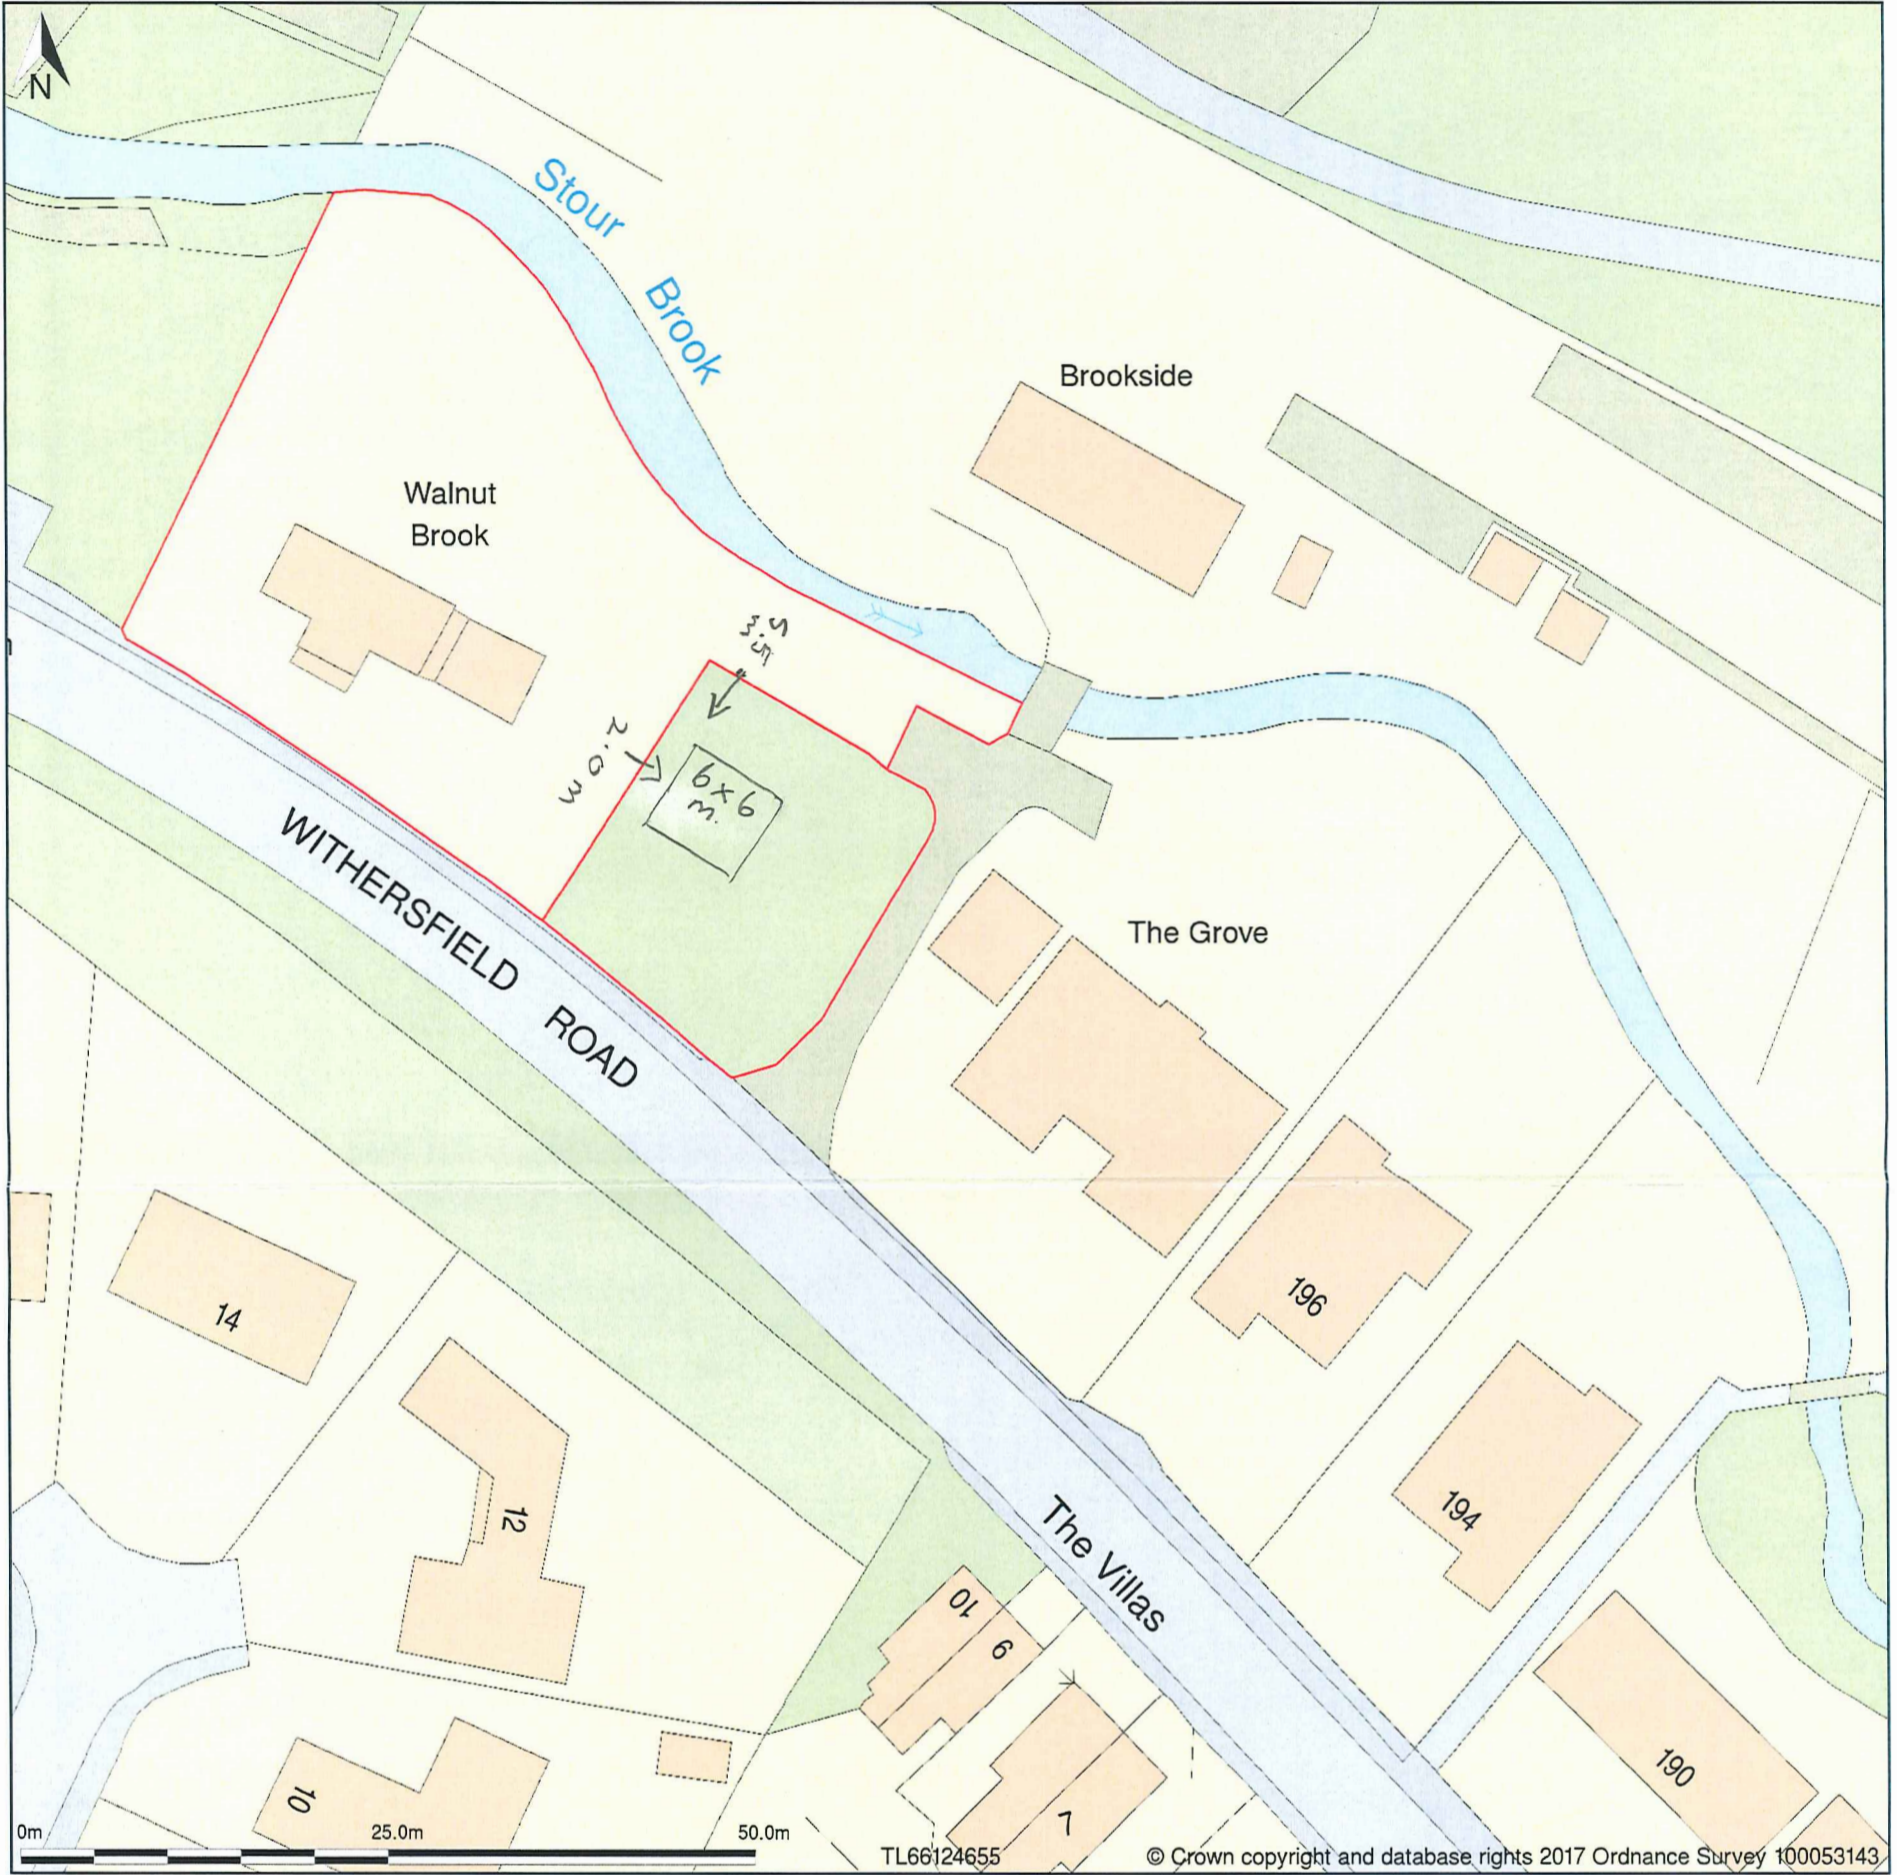 N
Stour
Brook
Brookside
Walnut
Brook
2.0
m
6x6
m.
The Grove
WITHERSFIELD ROAD
14
196
12
194
The Villas
10
9
7
190
10
0m
25.0m
50.0m
TL66124655
© Crown copyright and database rights 2017 Ordnance Survey 100053143